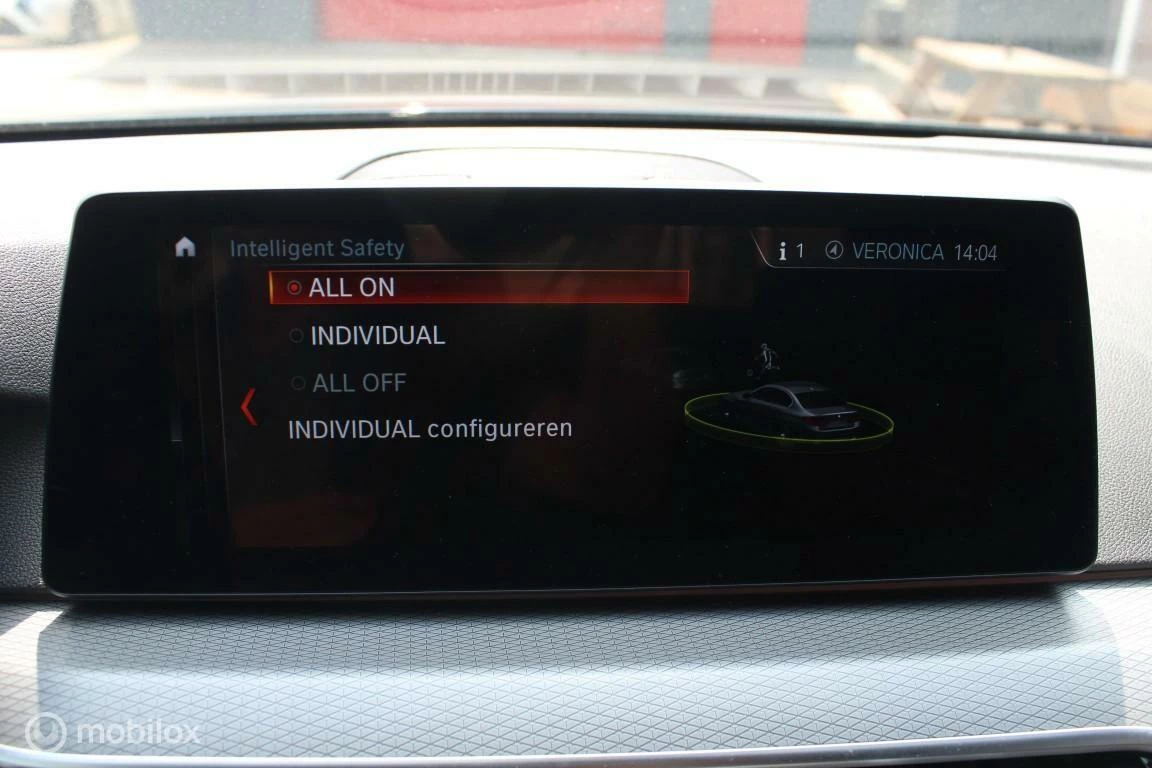 Intelligent Safety
i 1 VERONICA 14:04
ALL ON
INDIVIDUAL
ALL OFF
INDIVIDUAL configureren
mobilox